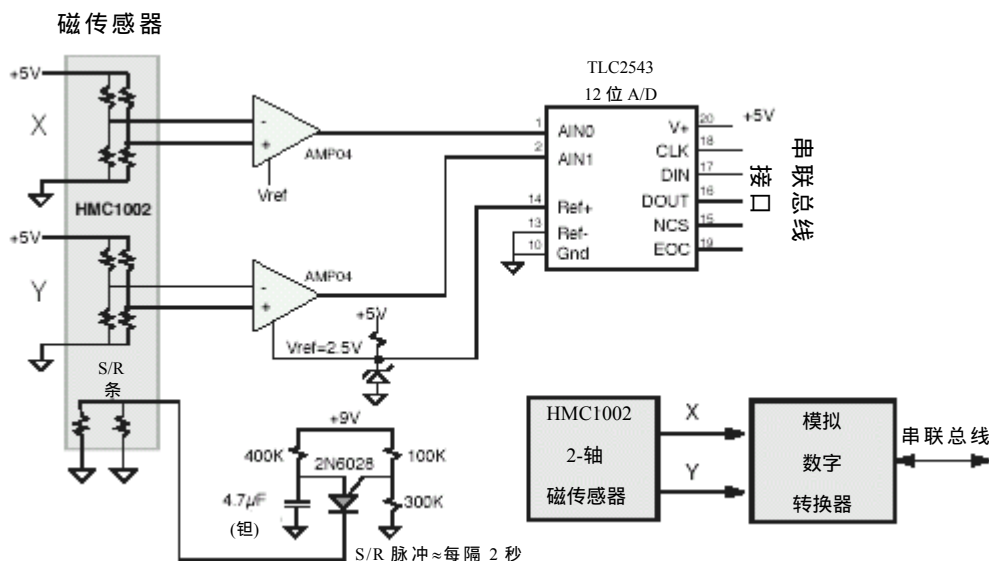 磁传感器
+5V
X
HMC1002
+5V
Y
S/R
条
-
+
AMP04
Vref
-
+
AMP04
Vref=2.5V
+5V
TLC2543
12 位 A/D
1
AIN0
2
AIN1
14
Ref+
13
Ref-
10
Gnd
V+
20
+5V
CLK
18
DIN
17
DOUT
16
NCS
15
EOC
19
串联总线
接口
+9V
400K
2N6028
100K
4.7μF
(钽)
300K
S/R 脉冲≈每隔 2 秒
HMC1002
2-轴
磁传感器
X
Y
模拟
数字
转换器
串联总线